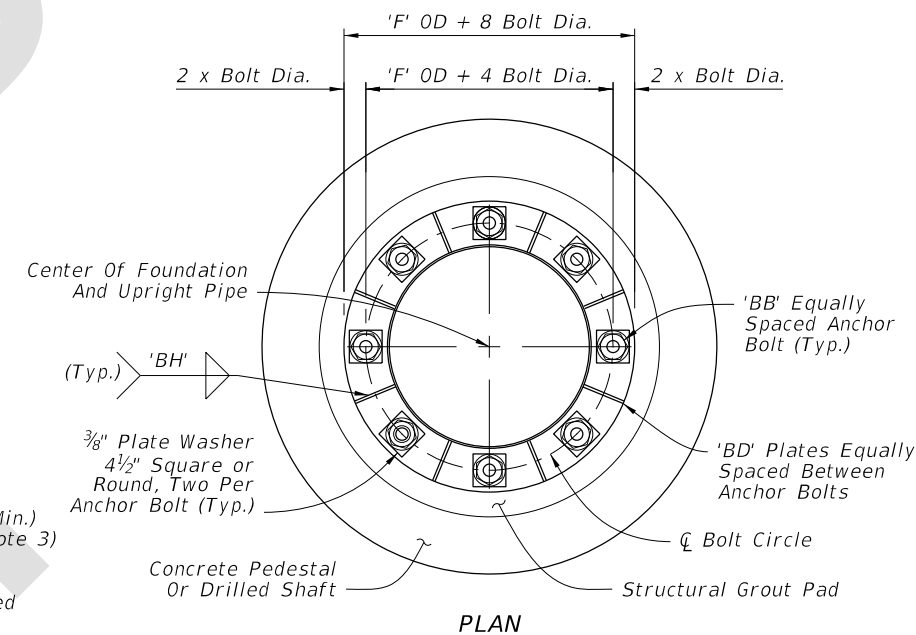 'F' OD + 8 Bolt Dia.
2 x Bolt Dia.
'F' OD + 4 Bolt Dia.
2 x Bolt Dia.
Center Of Foundation
And Upright Pipe
'BB' Equally
Spaced Anchor
Bolt (Typ.)
(Typ.)
'BH'
3/8" Plate Washer
4 1/2" Square or
Round, Two Per
Anchor Bolt (Typ.)
'BD' Plates Equally
Spaced Between
Anchor Bolts
Min.)
ote 3)
℄ Bolt Circle
Concrete Pedestal
Or Drilled Shaft
Structural Grout Pad
ed
PLAN